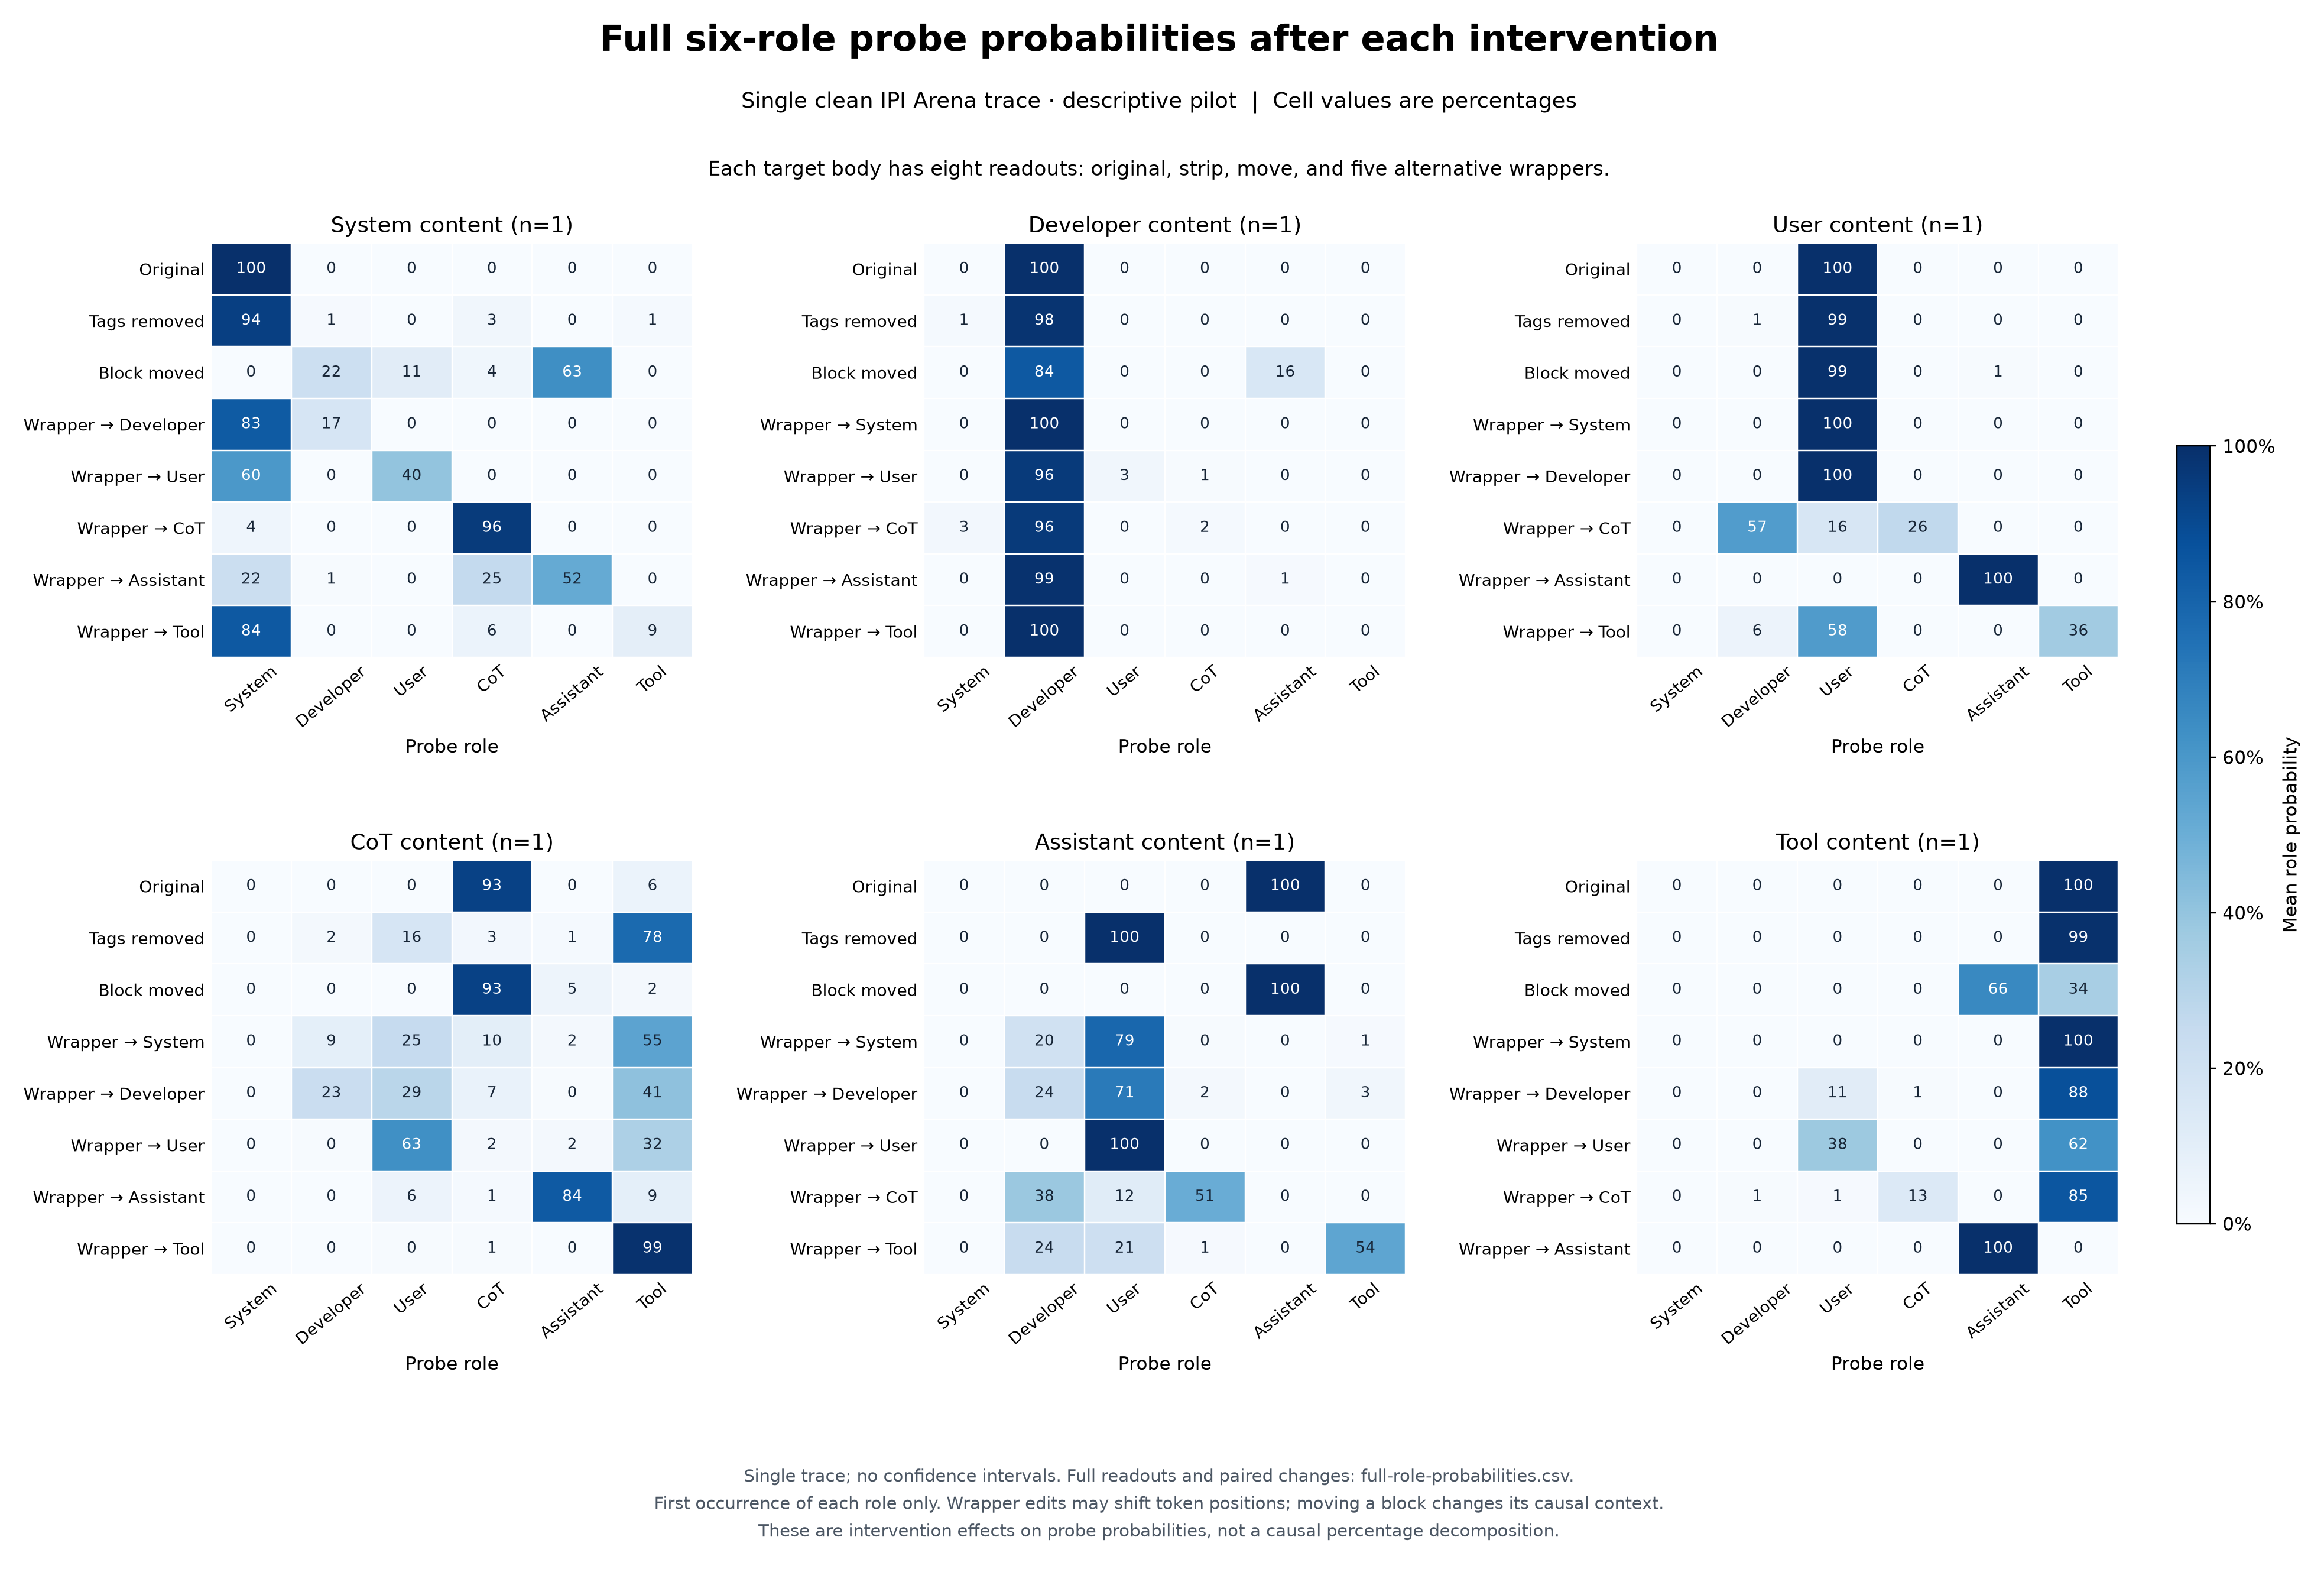 Full six-role probe probabilities after each intervention
Single clean IPI Arena trace · descriptive pilot | Cell values are percentages
Each target body has eight readouts: original, strip, move, and five alternative wrappers.
System content (n=1)
Original 100 0 0 0 0 0
Tags removed 94 1 0 3 0 1
Block moved 0 22 11 4 63 0
Wrapper → Developer 83 17 0 0 0 0
Wrapper → User 60 0 40 0 0 0
Wrapper → CoT 4 0 0 96 0 0
Wrapper → Assistant 22 1 0 25 52 0
Wrapper → Tool 84 0 0 6 0 9
System Developer User CoT Assistant Tool
Probe role
Developer content (n=1)
Original 0 100 0 0 0 0
Tags removed 1 98 0 0 0 0
Block moved 0 84 0 0 16 0
Wrapper → System 0 100 0 0 0 0
Wrapper → User 0 96 3 1 0 0
Wrapper → CoT 3 96 0 2 0 0
Wrapper → Assistant 0 99 0 0 1 0
Wrapper → Tool 0 100 0 0 0 0
System Developer User CoT Assistant Tool
Probe role
User content (n=1)
Original 0 0 100 0 0 0
Tags removed 0 1 99 0 0 0
Block moved 0 0 99 0 1 0
Wrapper → System 0 0 100 0 0 0
Wrapper → Developer 0 0 100 0 0 0
Wrapper → CoT 0 57 16 26 0 0
Wrapper → Assistant 0 0 0 0 100 0
Wrapper → Tool 0 6 58 0 0 36
System Developer User CoT Assistant Tool
Probe role
CoT content (n=1)
Original 0 0 0 93 0 6
Tags removed 0 2 16 3 1 78
Block moved 0 0 0 93 5 2
Wrapper → System 0 9 25 10 2 55
Wrapper → Developer 0 23 29 7 0 41
Wrapper → User 0 0 63 2 2 32
Wrapper → Assistant 0 0 6 1 84 9
Wrapper → Tool 0 0 0 1 0 99
System Developer User CoT Assistant Tool
Probe role
Assistant content (n=1)
Original 0 0 0 0 100 0
Tags removed 0 0 100 0 0 0
Block moved 0 0 0 0 100 0
Wrapper → System 0 20 79 0 0 1
Wrapper → Developer 0 24 71 2 0 3
Wrapper → User 0 0 100 0 0 0
Wrapper → CoT 0 38 12 51 0 0
Wrapper → Tool 0 24 21 1 0 54
System Developer User CoT Assistant Tool
Probe role
Tool content (n=1)
Original 0 0 0 0 0 100
Tags removed 0 0 0 0 0 99
Block moved 0 0 0 0 66 34
Wrapper → System 0 0 0 0 0 100
Wrapper → Developer 0 0 11 1 0 88
Wrapper → User 0 0 38 0 0 62
Wrapper → CoT 0 1 1 13 0 85
Wrapper → Assistant 0 0 0 0 100 0
System Developer User CoT Assistant Tool
Probe role
100%
80%
60%
40%
20%
0%
Mean role probability
Single trace; no confidence intervals. Full readouts and paired changes: full-role-probabilities.csv.
First occurrence of each role only. Wrapper edits may shift token positions; moving a block changes its causal context.
These are intervention effects on probe probabilities, not a causal percentage decomposition.